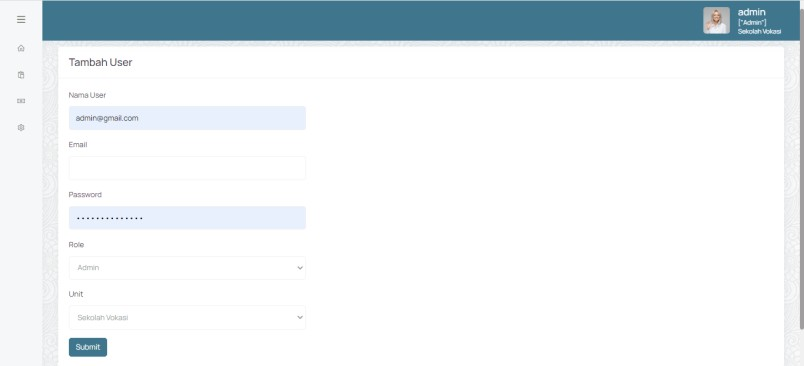 admin
["Admin"]
Sekolah Vokasi
Tambah User
Nama User
admin@gmail.com
Email
Password
••••••••••••••
Role
Admin
Unit
Sekolah Vokasi
Submit